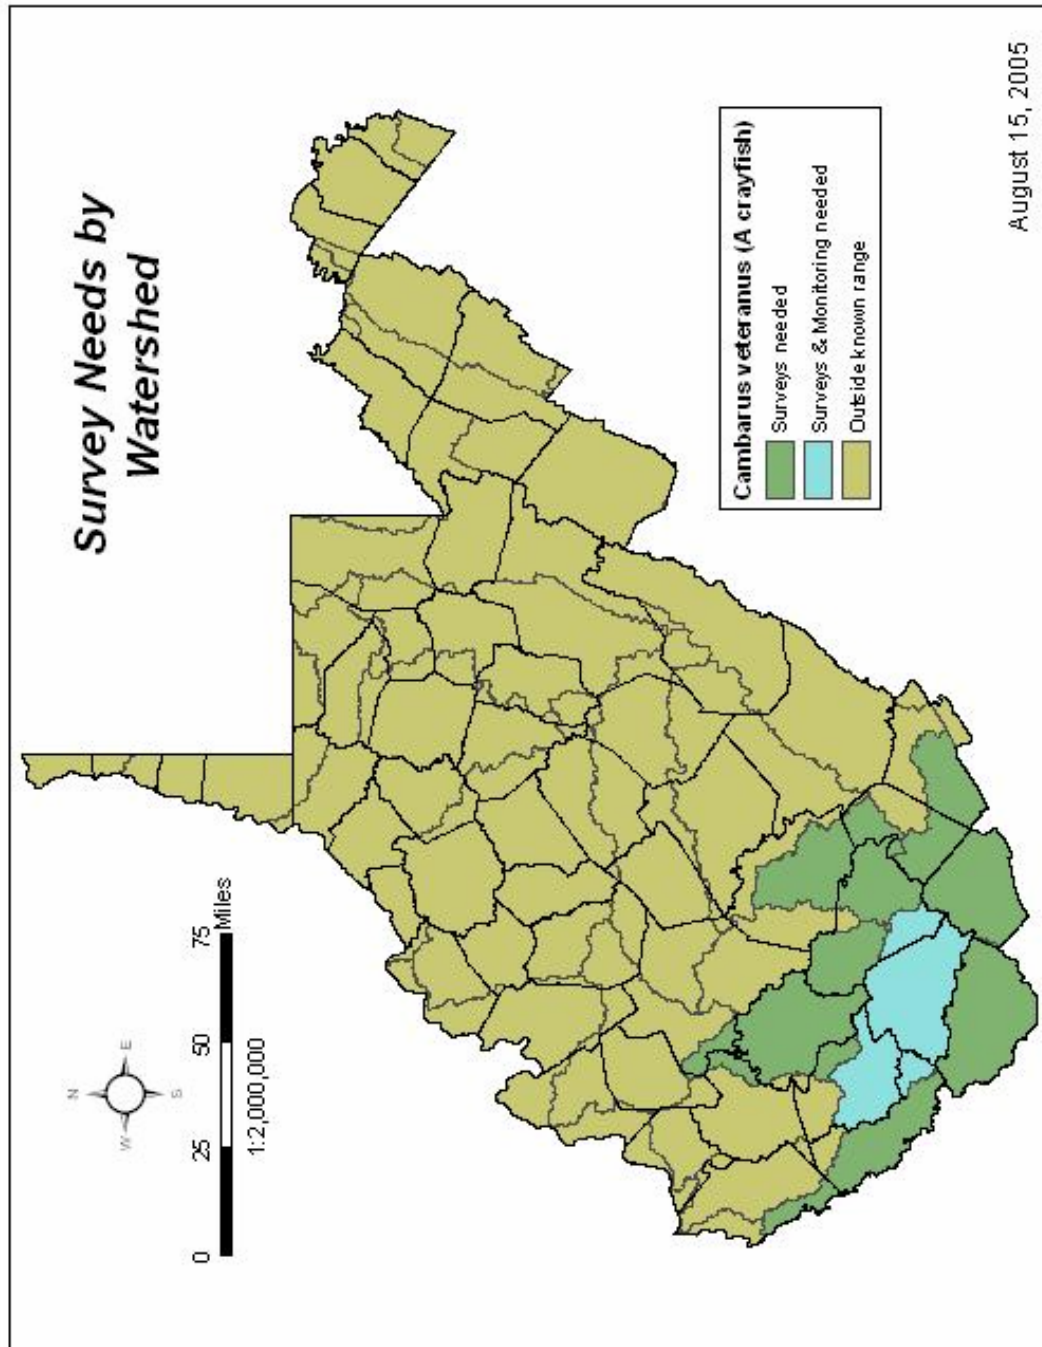 Survey Needs by
Watershed
N
W
E
S
0 25 50 75
Miles
1:2,000,000
Cambarus veteranus (A crayfish)
Surveys needed
Surveys & Monitoring needed
Outside known range
August 15, 2005